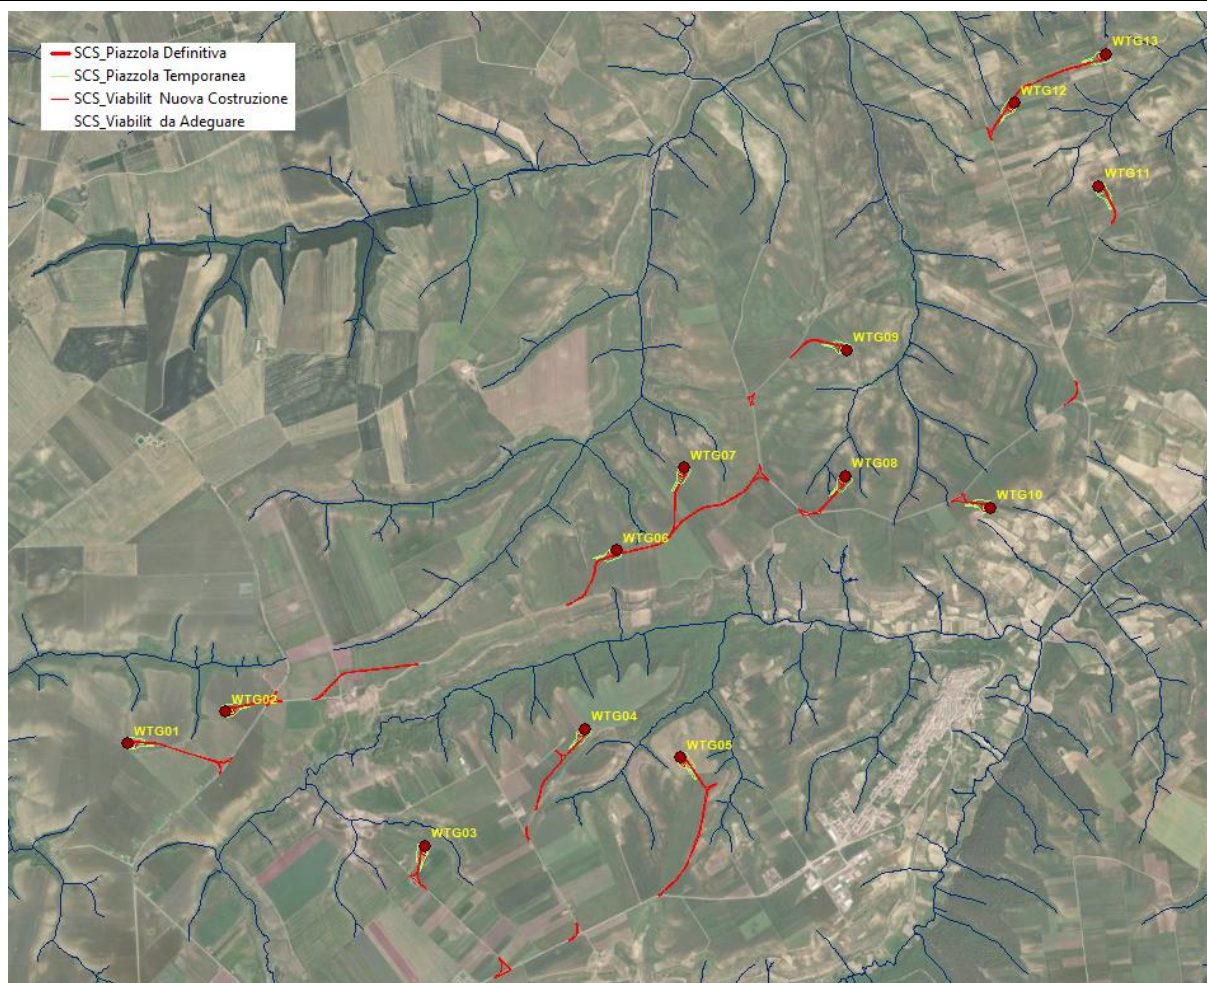 SCS_Piazzola Definitiva
SCS_Piazzola Temporanea
SCS_Viabilit Nuova Costruzione
SCS_Viabilit da Adeguare
WTG13
WTG12
WTG11
WTG09
WTG07
WTG08
WTG10
WTG06
WTG02
WTG01
WTG04
WTG05
WTG03